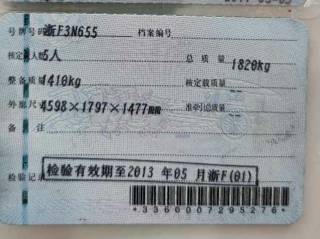 号牌号码 浙F3N655 档案编号
核定载人数 5人 总质量 1820kg
整备质量 1410kg 核定载质量 --
外廓尺寸 4598×1797×1477mm 准牵引总质量 --
备注
检验记录 检验有效期至2013年05月浙F(01)
*3360007295276*